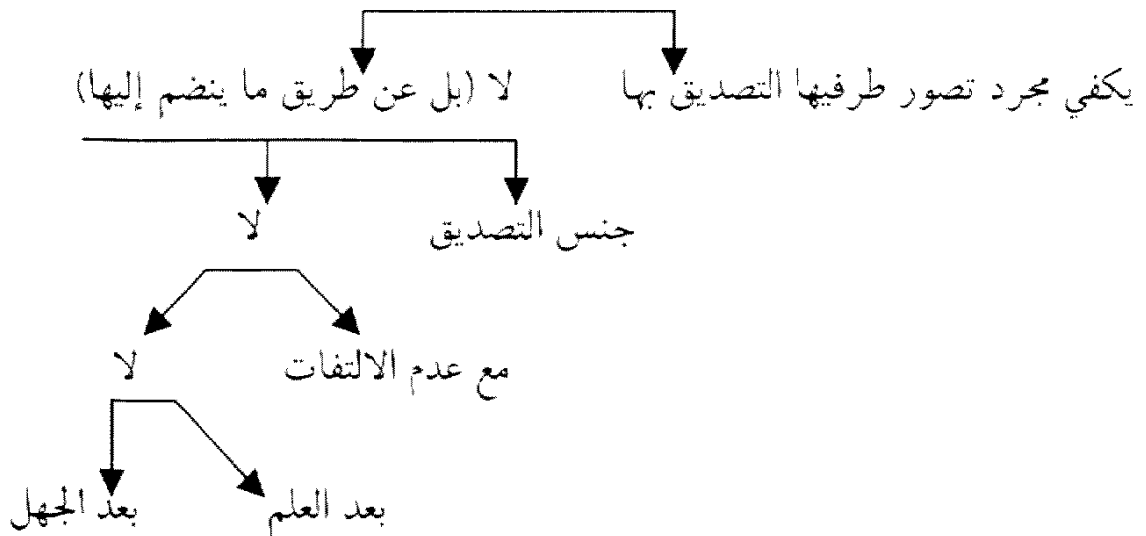 يكفي مجرد تصور طرفيها التصديق بها لا (بل عن طريق ما ينضم إليها)
جنس التصديق لا
مع عدم الالتفات لا
بعد العلم بعد الجهل